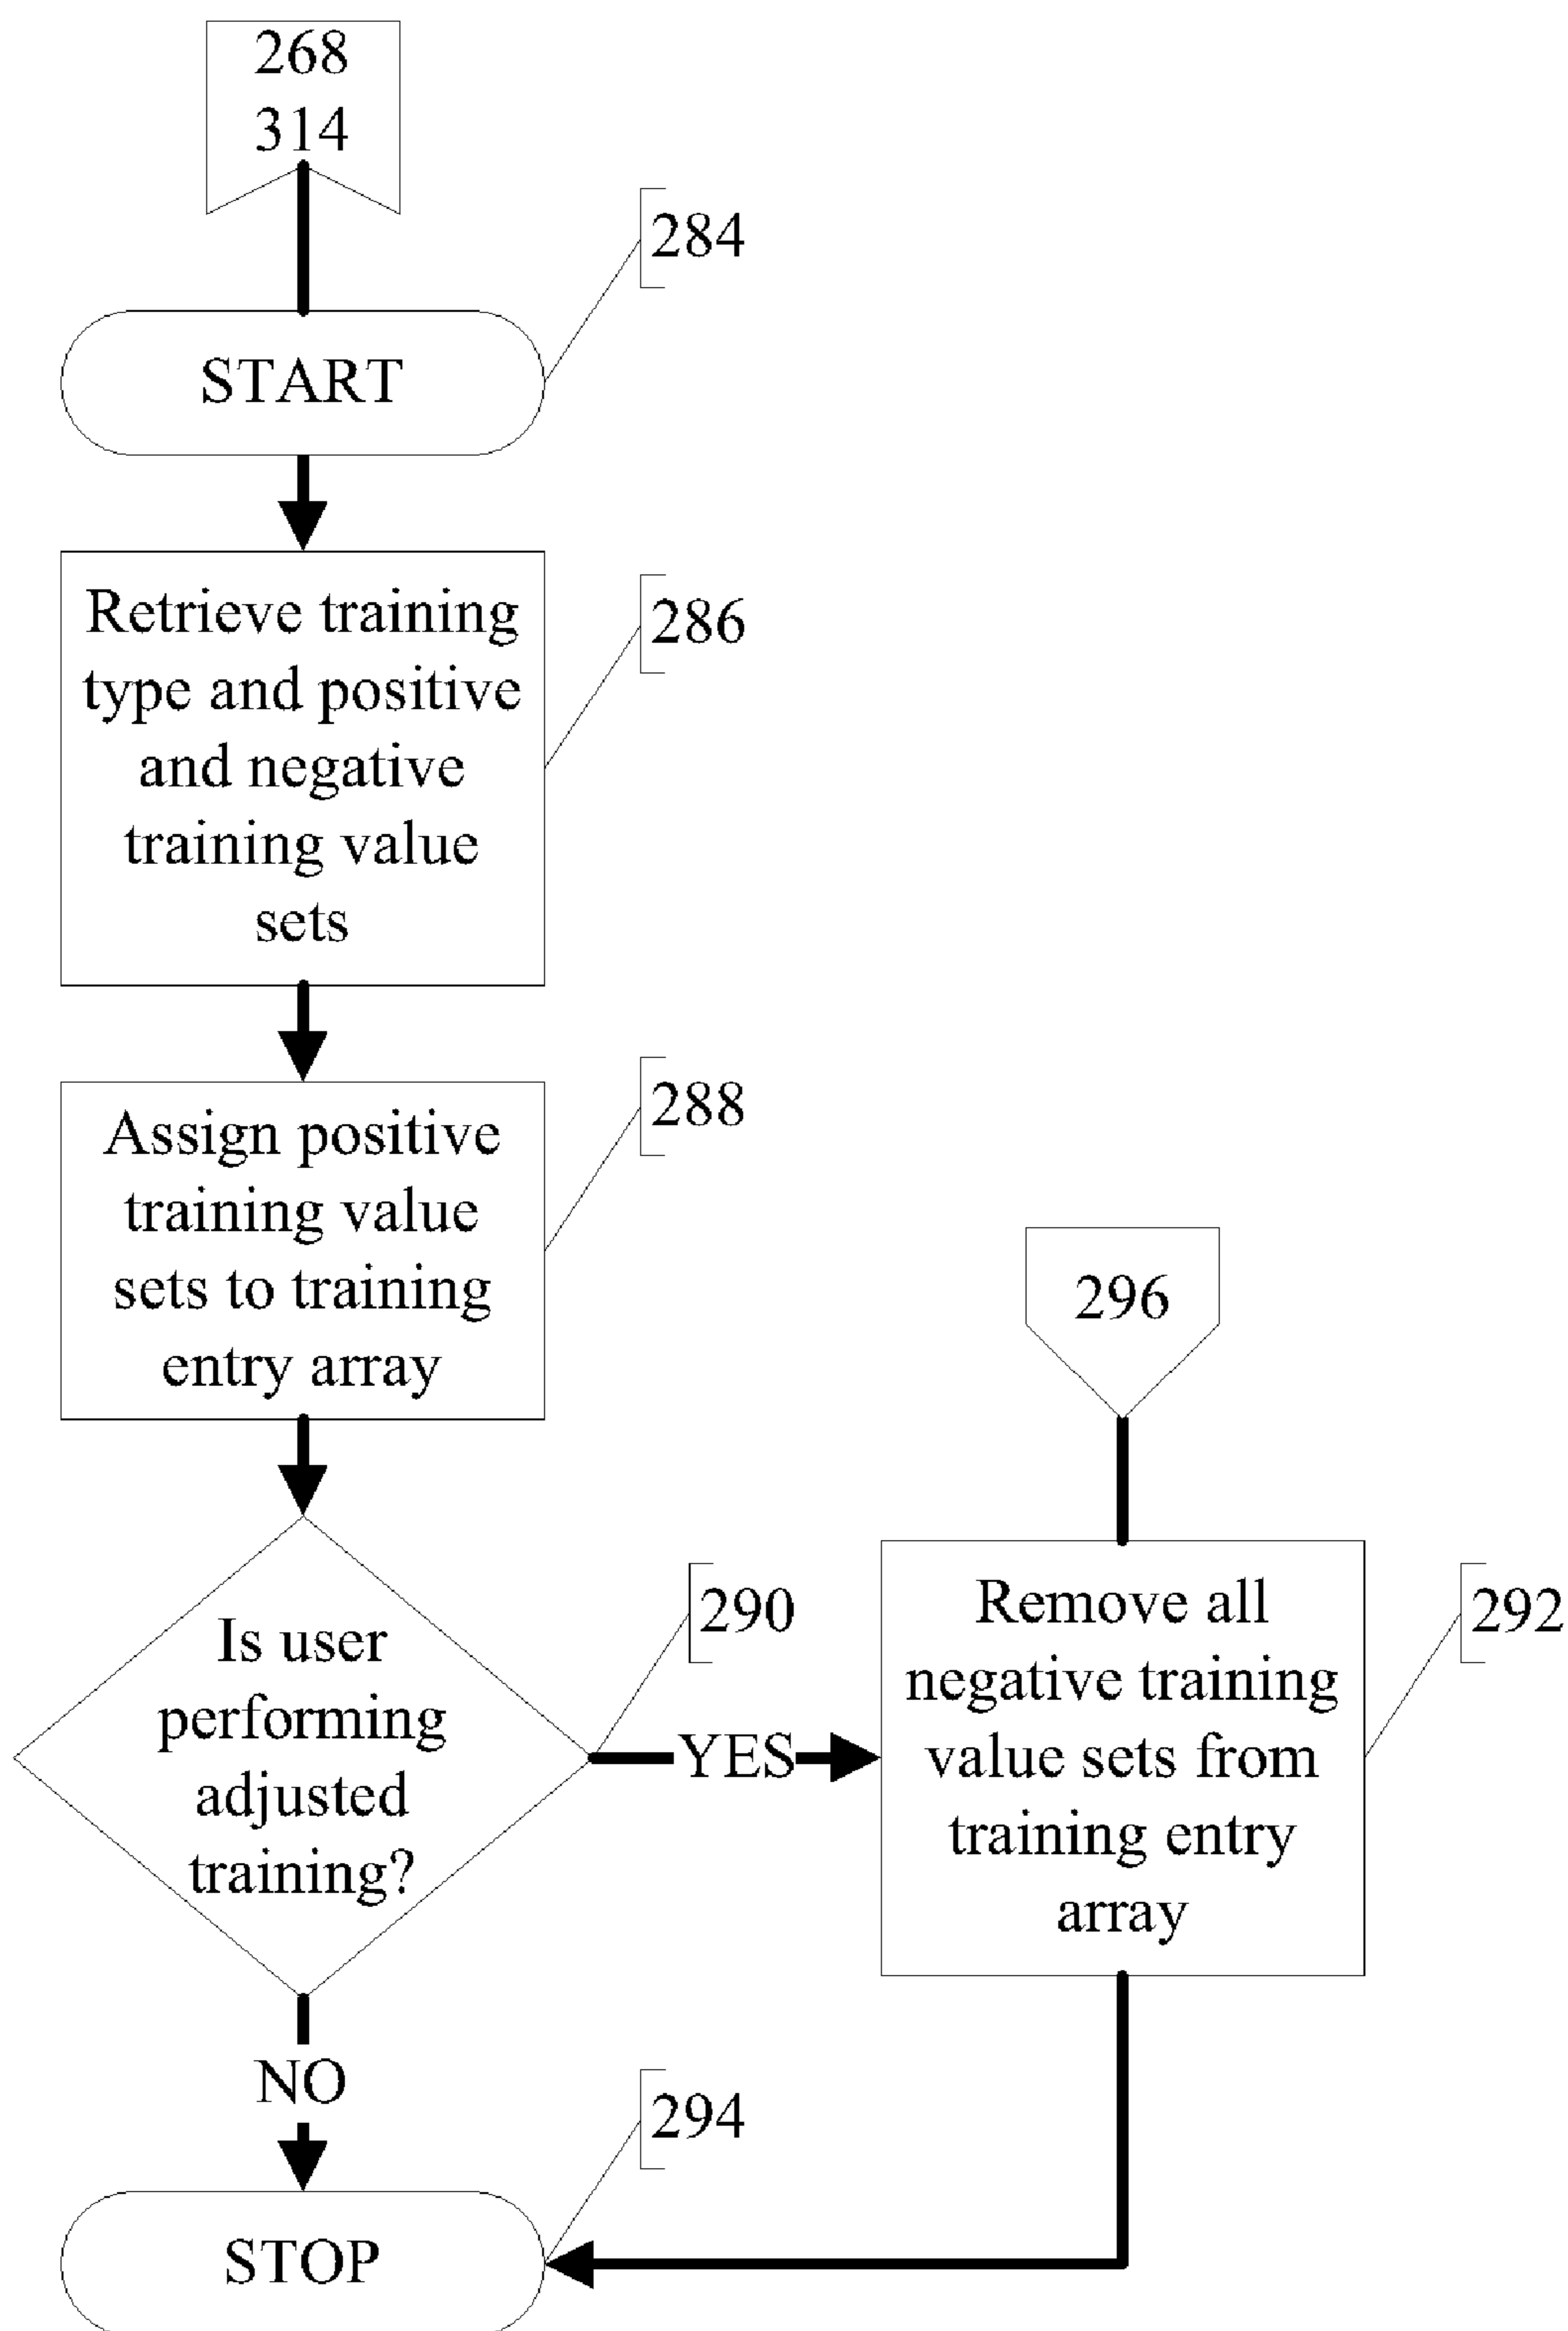 268
314
284
START
Retrieve training
type and positive
and negative
training value
sets
286
Assign positive
training value
sets to training
entry array
288
296
Is user
performing
adjusted
training?
290
YES
Remove all
negative training
value sets from
training entry
array
292
NO
294
STOP